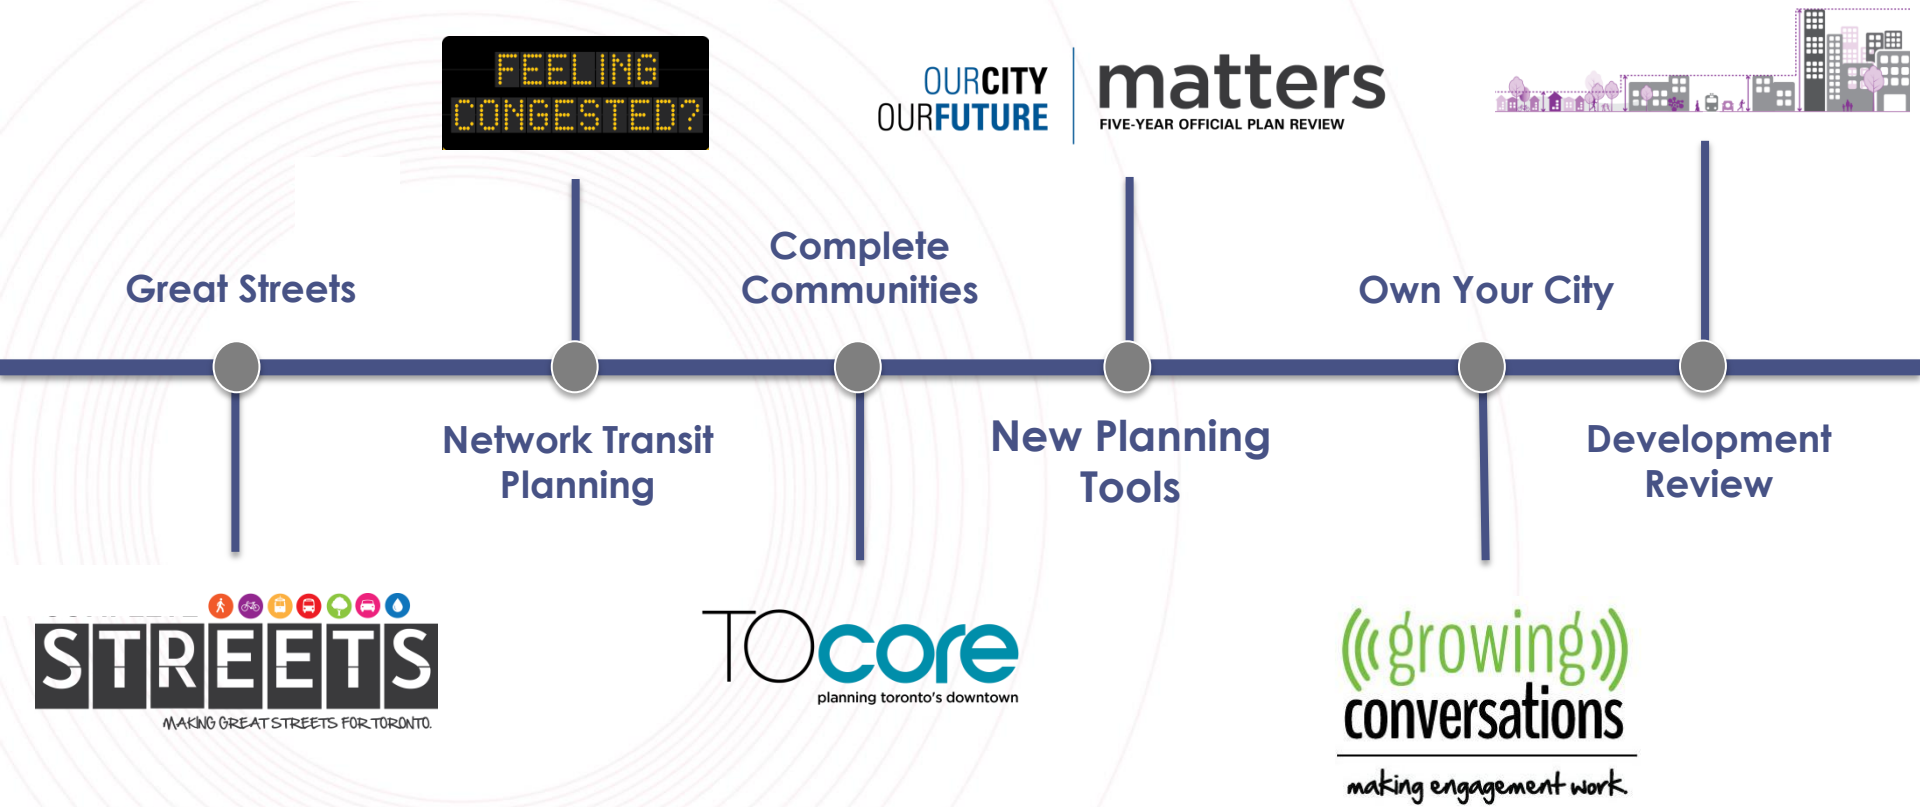 FEELING
CONGESTED?
OURCITY
OURFUTURE
matters
FIVE-YEAR OFFICIAL PLAN REVIEW
Great Streets
Complete
Communities
Own Your City
Network Transit
Planning
New Planning
Tools
Development
Review
STREETS
MAKING GREAT STREETS FOR TORONTO.
TOcore
planning toronto's downtown
growing
conversations
making engagement work